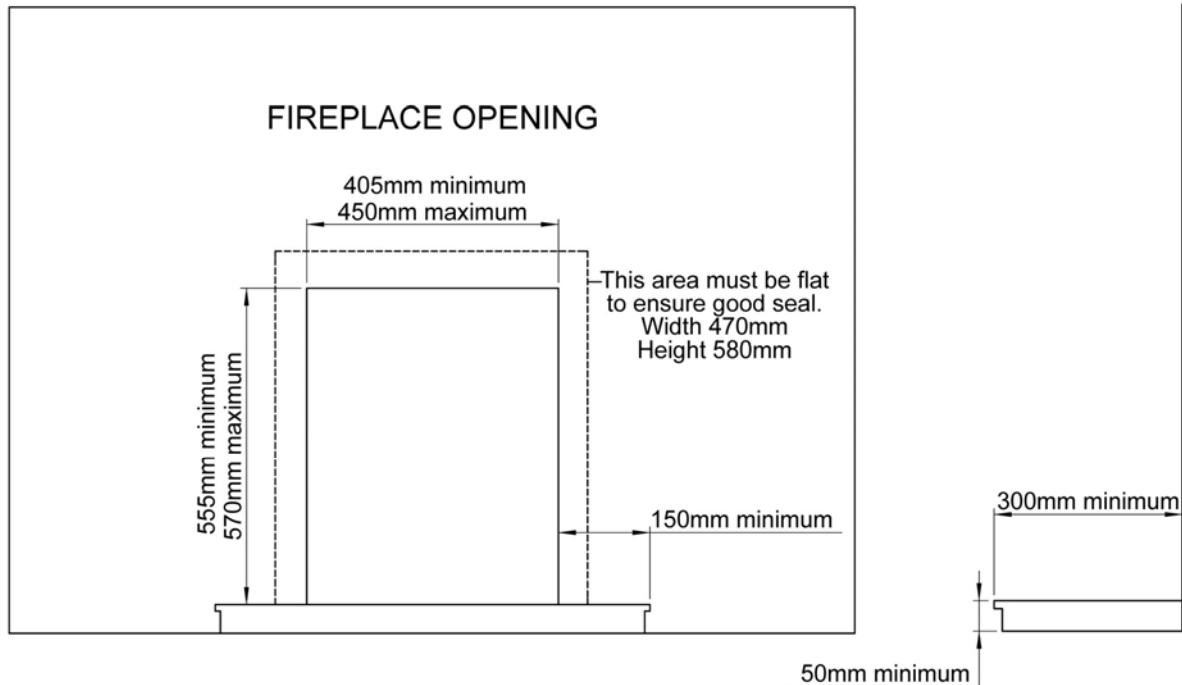 FIREPLACE OPENING
405mm minimum
450mm maximum
This area must be flat
to ensure good seal.
Width 470mm
Height 580mm
555mm minimum
570mm maximum
150mm minimum
300mm minimum
50mm minimum